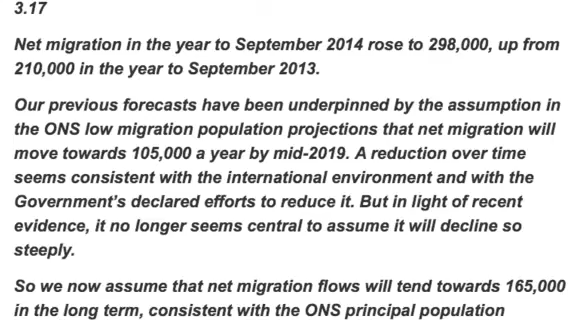 3.17
Net migration in the year to September 2014 rose to 298,000, up from
210,000 in the year to September 2013.
Our previous forecasts have been underpinned by the assumption in
the ONS low migration population projections that net migration will
move towards 105,000 a year by mid-2019. A reduction over time
seems consistent with the international environment and with the
Government's declared efforts to reduce it. But in light of recent
evidence, it no longer seems central to assume it will decline so
steeply.
So we now assume that net migration flows will tend towards 165,000
in the long term, consistent with the ONS principal population